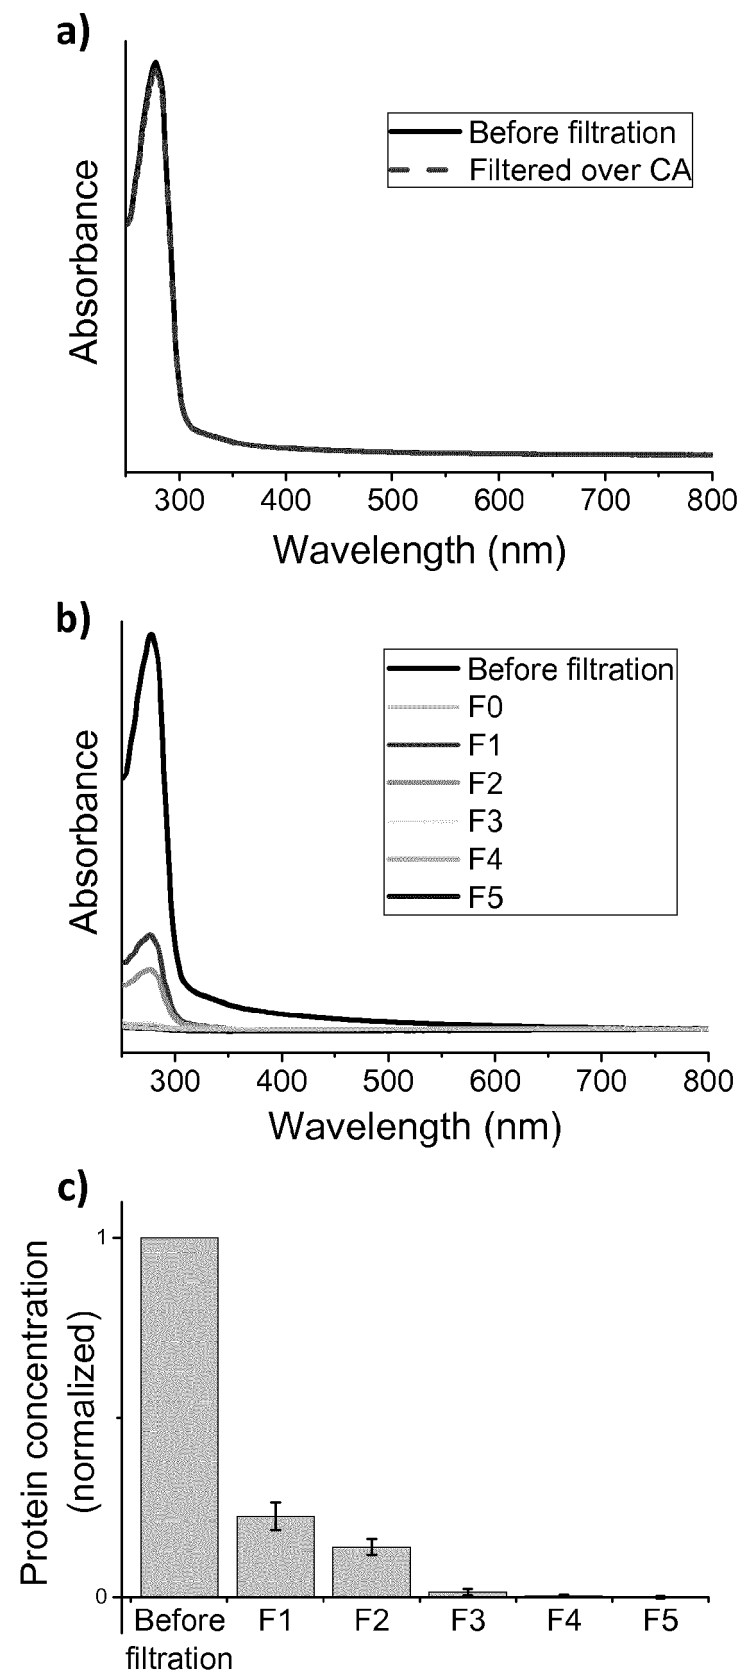 a)
Absorbance
Before filtration
Filtered over CA
300 400 500 600 700 800
Wavelength (nm)
b)
Absorbance
Before filtration
F0
F1
F2
F3
F4
F5
300 400 500 600 700 800
Wavelength (nm)
c)
Protein concentration
(normalized)
1
0
Before F1 F2 F3 F4 F5
filtration